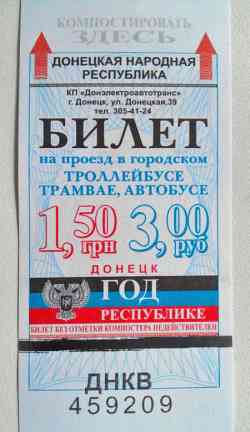 КОМПОСТИРОВАТЬ
ЗДЕСЬ
ДОНЕЦКАЯ НАРОДНАЯ
РЕСПУБЛИКА
КП «Донэлектроавтотранс»
г. Донецк, ул. Донецкая,39
тел. 305-41-24
БИЛЕТ
на проезд в городском
ТРОЛЛЕЙБУСЕ
ТРАМВАЕ, АВТОБУСЕ
1,50 грн 3,00 руб
ДОНЕЦК
ГОД
РЕСПУБЛИКЕ
БИЛЕТ БЕЗ ОТМЕТКИ КОМПОСТЕРА НЕДЕЙСТВИТЕЛЕН
ДНКВ
459209